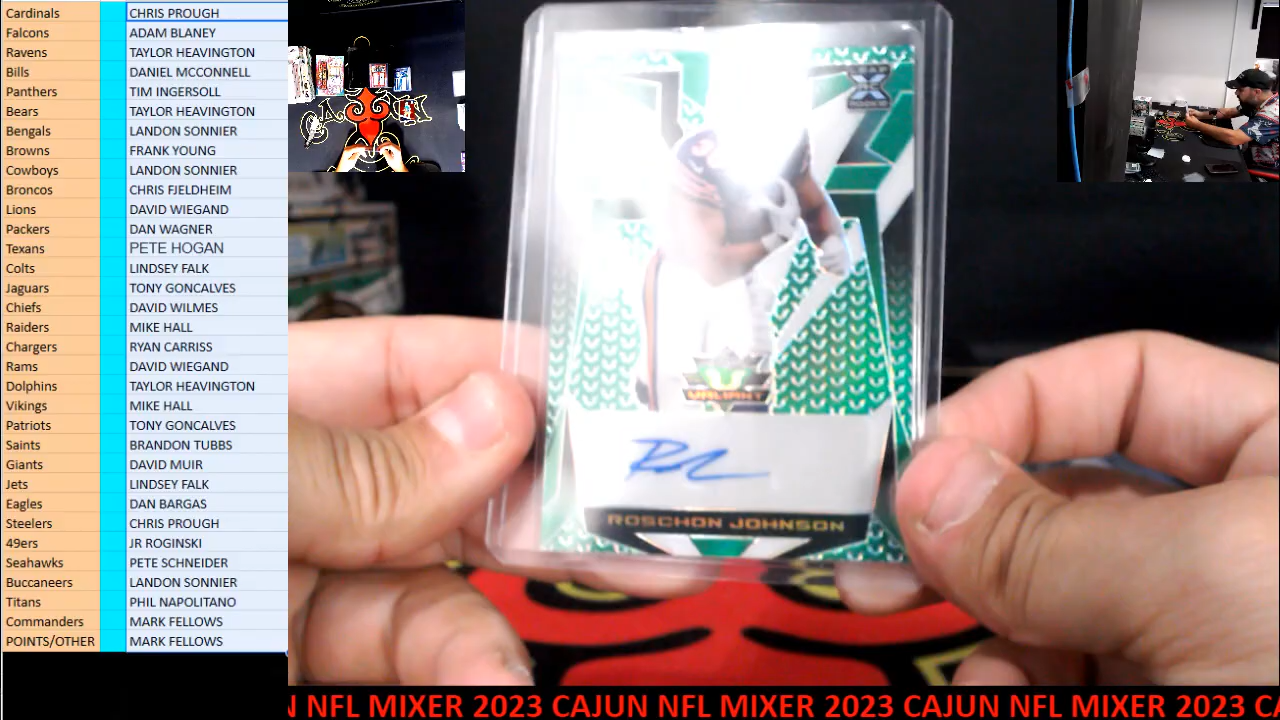 Cardinals CHRIS PROUGH
Falcons ADAM BLANEY
Ravens TAYLOR HEAVINGTON
Bills DANIEL MCCONNELL
Panthers TIM INGERSOLL
Bears TAYLOR HEAVINGTON
Bengals LANDON SONNIER
Browns FRANK YOUNG
Cowboys LANDON SONNIER
Broncos CHRIS FJELDHEIM
Lions DAVID WIEGAND
Packers DAN WAGNER
Texans PETE HOGAN
Colts LINDSEY FALK
Jaguars TONY GONCALVES
Chiefs DAVID WILMES
Raiders MIKE HALL
Chargers RYAN CARRISS
Rams DAVID WIEGAND
Dolphins TAYLOR HEAVINGTON
Vikings MIKE HALL
Patriots TONY GONCALVES
Saints BRANDON TUBBS
Giants DAVID MUIR
Jets LINDSEY FALK
Eagles DAN BARGAS
Steelers CHRIS PROUGH
49ers JR ROGINSKI
Seahawks PETE SCHNEIDER
Buccaneers LANDON SONNIER
Titans PHIL NAPOLITANO
Commanders MARK FELLOWS
POINTS/OTHER MARK FELLOWS
LEAF
X
ROOKIE
VALIANT
ROSCHON JOHNSON
N NFL MIXER 2023 CAJUN NFL MIXER 2023 CAJUN NFL MIXER 2023 CA